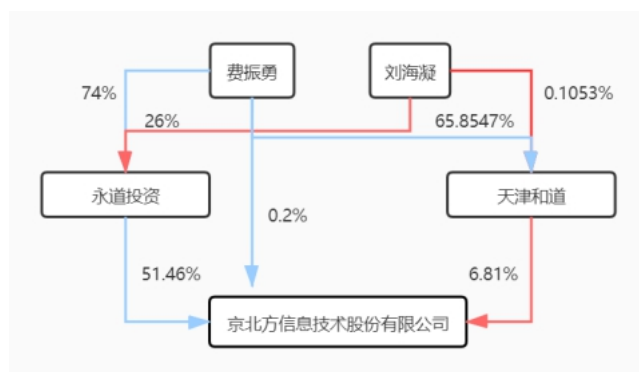 费振勇
刘海凝
74%
0.1053%
26%
65.8547%
永道投资
天津和道
0.2%
51.46%
6.81%
京北方信息技术股份有限公司